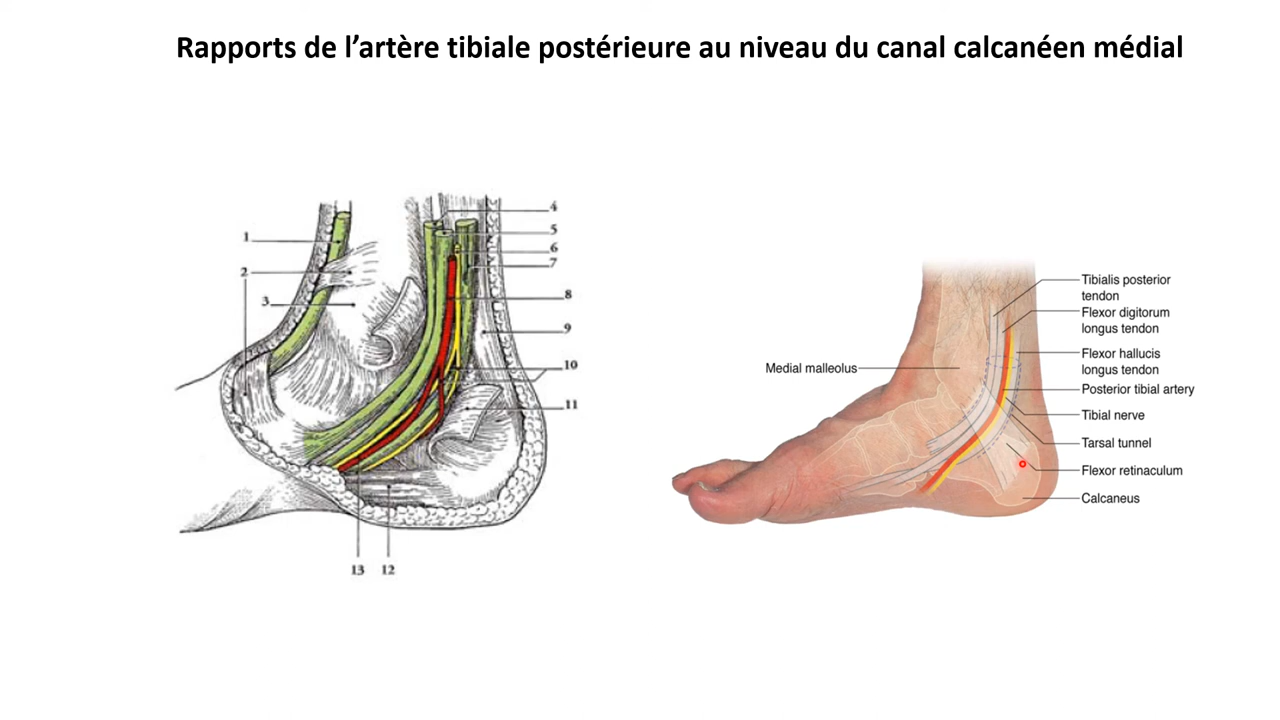 Rapports de l’artère tibiale postérieure au niveau du canal calcanéen médial
1
2
3
4
5
6
7
8
9
10
11
13 12
Medial malleolus
Tibialis posterior
tendon
Flexor digitorum
longus tendon
Flexor hallucis
longus tendon
Posterior tibial artery
Tibial nerve
Tarsal tunnel
Flexor retinaculum
Calcaneus